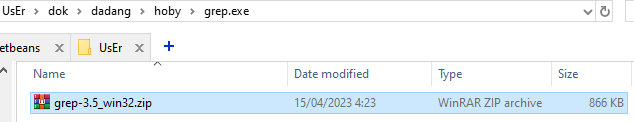 UsEr > dok > dadang > hoby > grep.exe
etbeans UsEr +
Name Date modified Type Size
grep-3.5_win32.zip 15/04/2023 4:23 WinRAR ZIP archive 866 KB